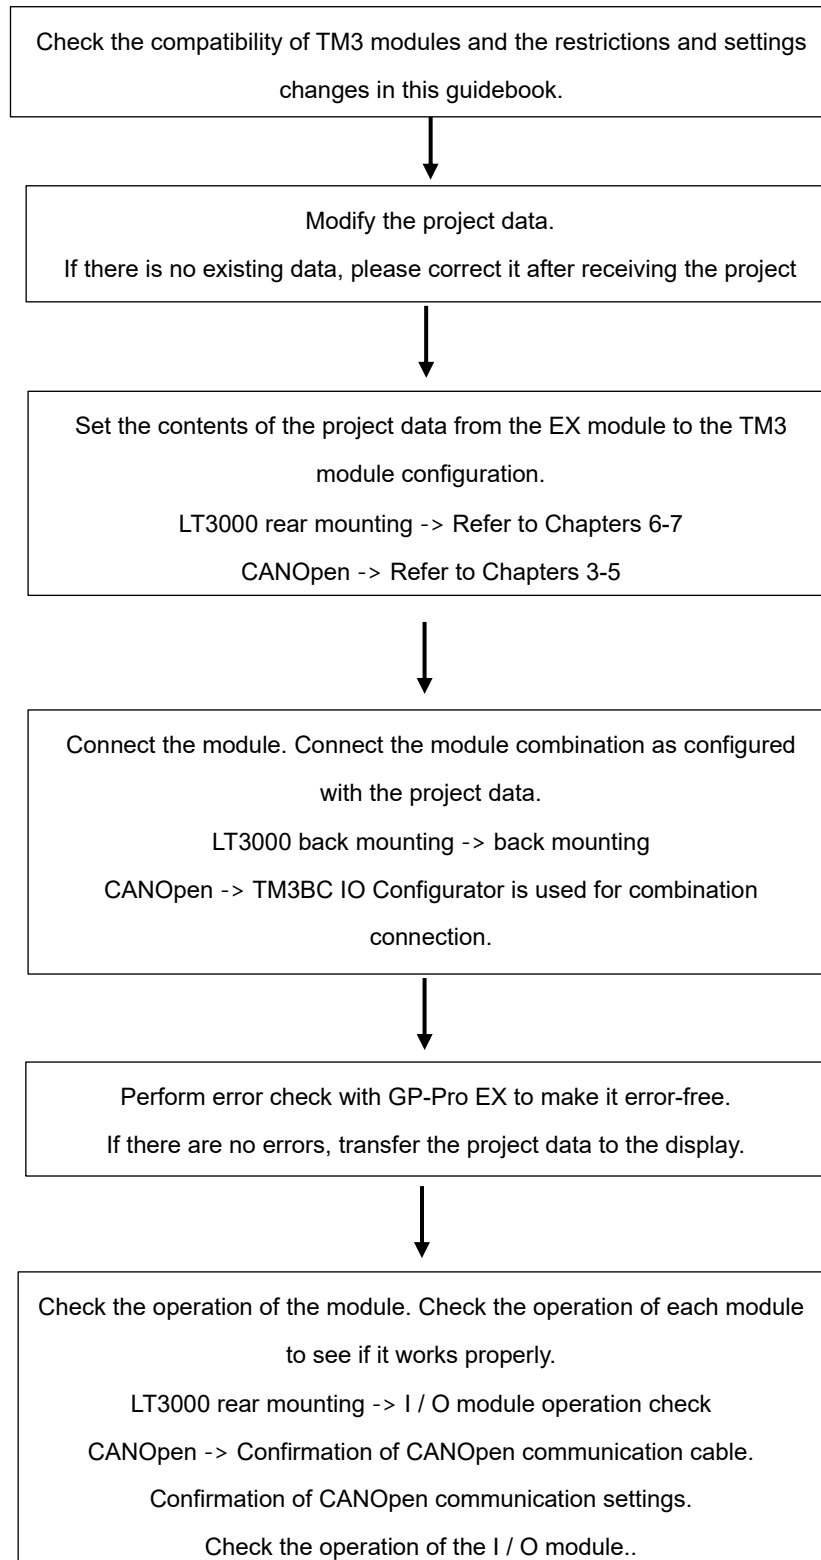 Check the compatibility of TM3 modules and the restrictions and settings
changes in this guidebook.
Modify the project data.
If there is no existing data, please correct it after receiving the project
Set the contents of the project data from the EX module to the TM3
module configuration.
LT3000 rear mounting -> Refer to Chapters 6-7
CANOpen -> Refer to Chapters 3-5
Connect the module. Connect the module combination as configured
with the project data.
LT3000 back mounting -> back mounting
CANOpen -> TM3BC IO Configurator is used for combination
connection.
Perform error check with GP-Pro EX to make it error-free.
If there are no errors, transfer the project data to the display.
Check the operation of the module. Check the operation of each module
to see if it works properly.
LT3000 rear mounting -> I / O module operation check
CANOpen -> Confirmation of CANOpen communication cable.
Confirmation of CANOpen communication settings.
Check the operation of the I / O module..